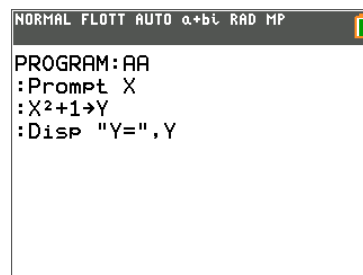 NORMAL FLOTT AUTO a+bi RAD MP
PROGRAM:AA
:Prompt X
:X²+1→Y
:Disp "Y=",Y